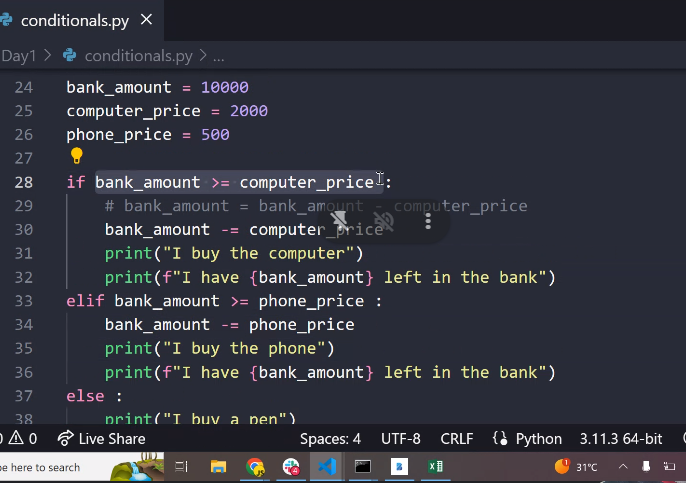 conditionals.py
Day1 > conditionals.py > ...
24 bank_amount = 10000
25 computer_price = 2000
26 phone_price = 500
27
28 if bank_amount >= computer_price :
29 # bank_amount = bank_amount - computer_price
30 bank_amount -= computer_price
31 print("I buy the computer")
32 print(f"I have {bank_amount} left in the bank")
33 elif bank_amount >= phone_price :
34 bank_amount -= phone_price
35 print("I buy the phone")
36 print(f"I have {bank_amount} left in the bank")
37 else :
38 print("I buy a pen")
0 Live Share Spaces: 4 UTF-8 CRLF Python 3.11.3 64-bit
e here to search 31°C